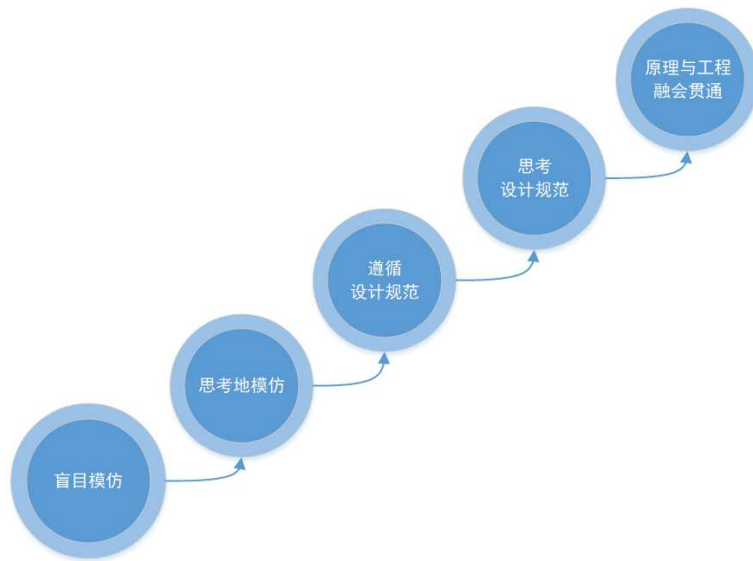 原理与工程
融会贯通
思考
设计规范
遵循
设计规范
思考地模仿
盲目模仿